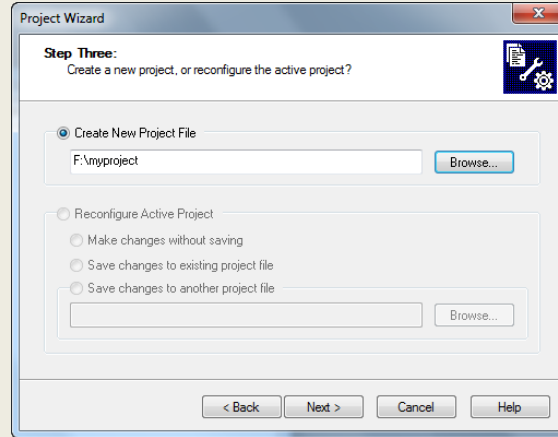 Project Wizard
Step Three:
Create a new project, or reconfigure the active project?
Create New Project File
F:\myproject
Browse...
Reconfigure Active Project
Make changes without saving
Save changes to existing project file
Save changes to another project file
Browse...
< Back
Next >
Cancel
Help